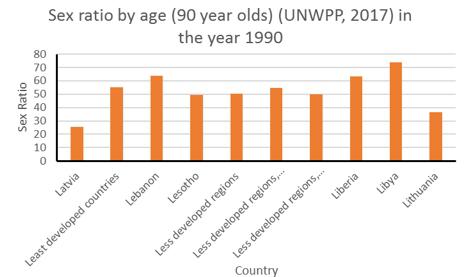 Sex ratio by age (90 year olds) (UNWPP, 2017) in
the year 1990
Sex Ratio
80
70
60
50
40
30
20
10
0
Latvia
Least developed countries
Lebanon
Lesotho
Less developed regions
Less developed regions,...
Less developed regions,...
Liberia
Libya
Lithuania
Country